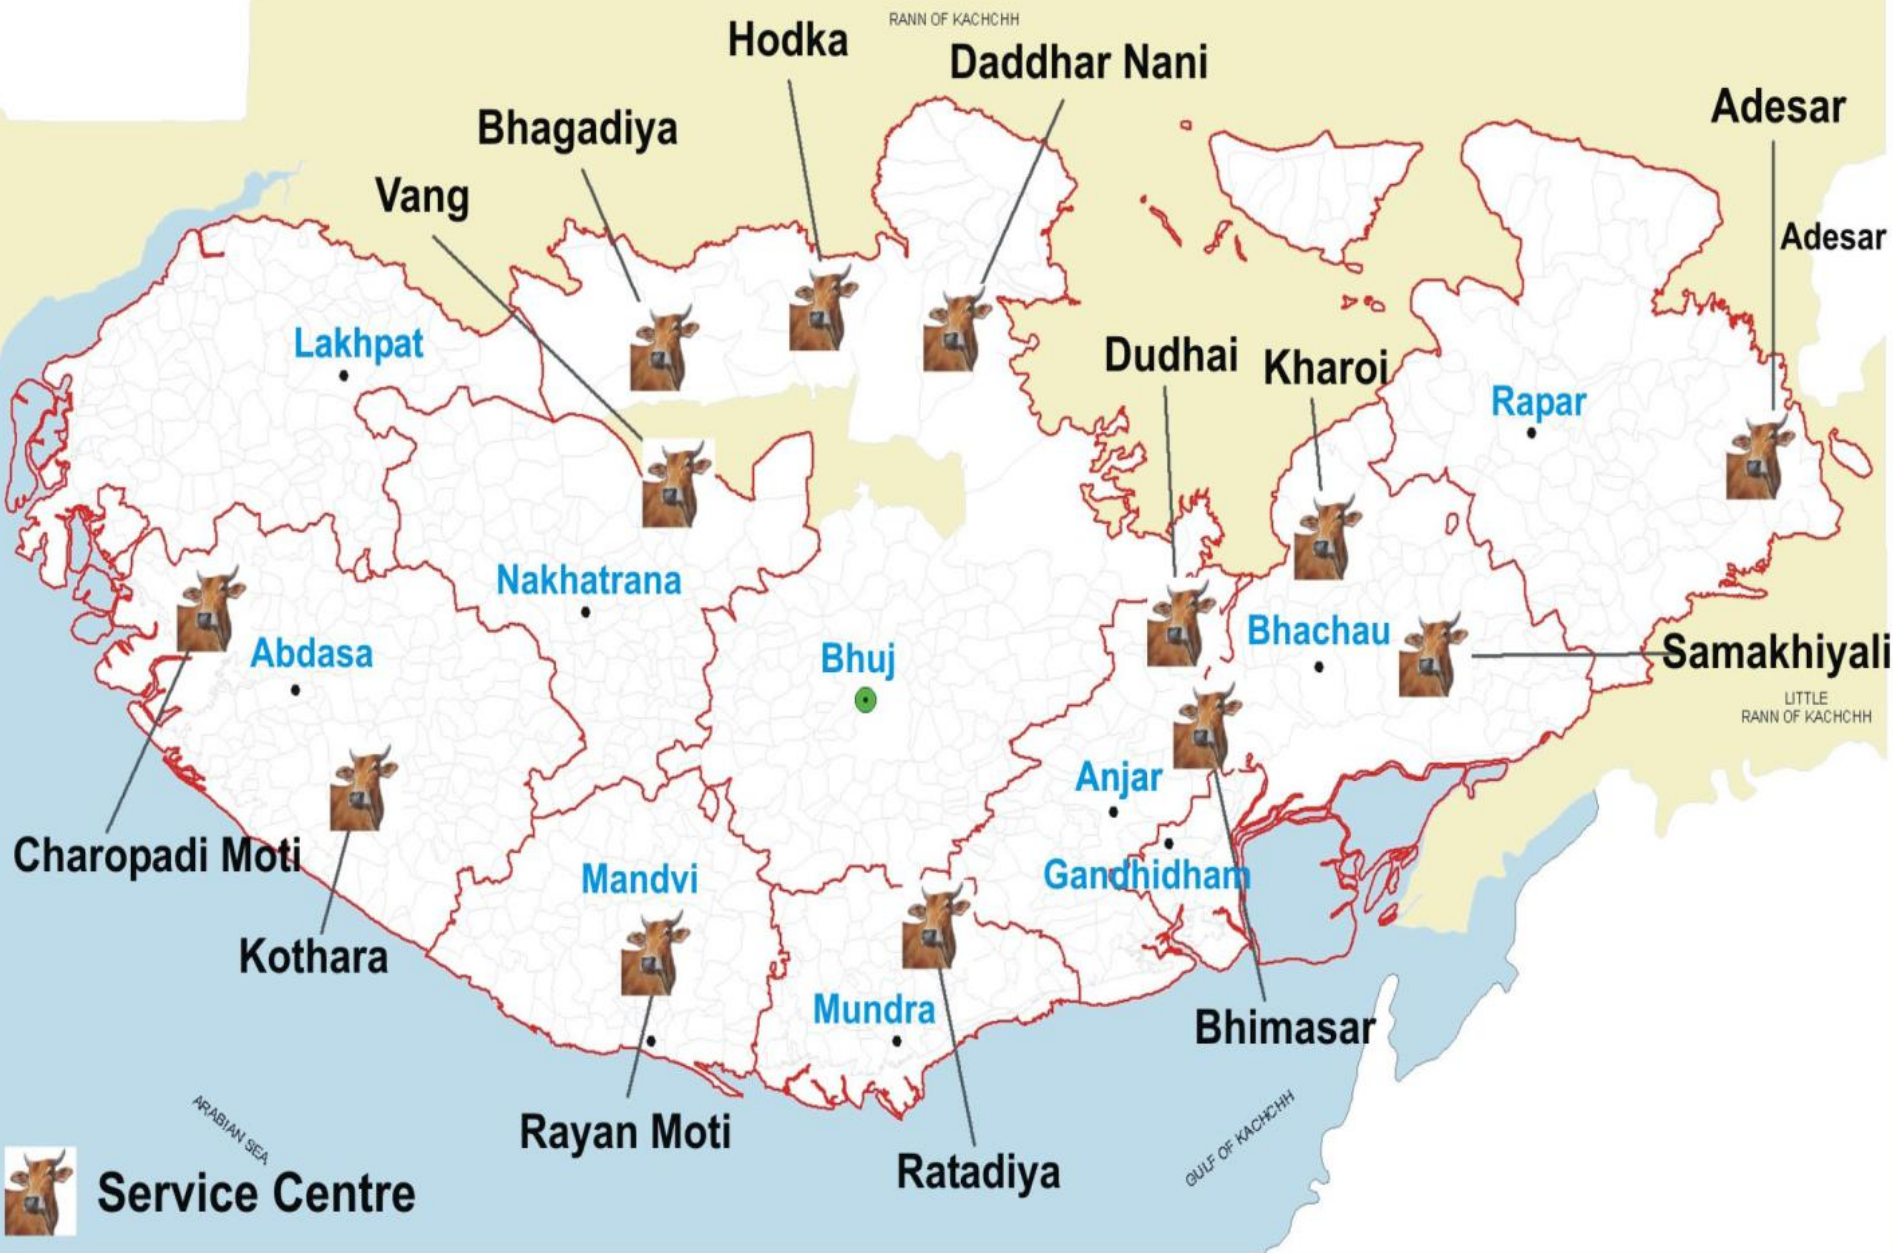 RANN OF KACHCHH
Hodka
Daddhar Nani
Adesar
Bhagadiya
Vang
Adesar
Lakhpat
Dudhai
Kharoi
Rapar
Nakhatrana
Abdasa
Bhuj
Bhachau
Samakhiyali
LITTLE
RANN OF KACHCHH
Anjar
Charopadi Moti
Mandvi
Gandhidham
Kothara
Mundra
Bhimasar
Rayan Moti
Ratadiya
ARABIAN SEA
GULF OF KACHCHH
Service Centre